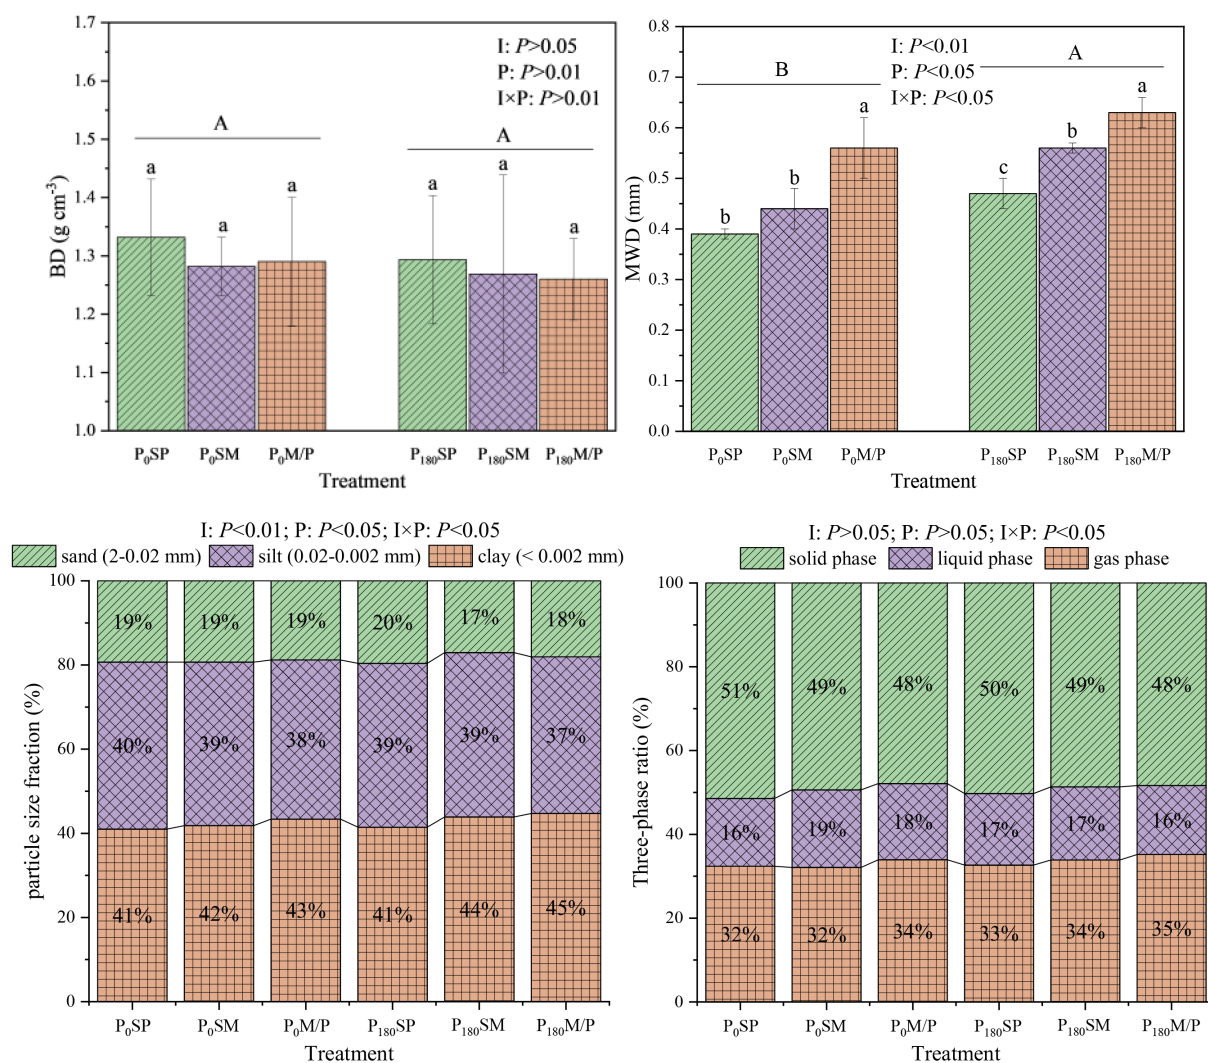 1.7
1.6
1.5
1.4
1.3
1.2
1.1
1.0
BD (g cm⁻³)
I: P>0.05
P: P>0.01
I×P: P>0.01
A
A
a
a
a
a
a
a
P₀SP P₀SM P₀M/P P₁₈₀SP P₁₈₀SM P₁₈₀M/P
Treatment
0.8
0.7
0.6
0.5
0.4
0.3
0.2
0.1
0.0
MWD (mm)
I: P<0.01
P: P<0.05
I×P: P<0.05
B
A
b
b
a
c
b
a
P₀SP P₀SM P₀M/P P₁₈₀SP P₁₈₀SM P₁₈₀M/P
Treatment
I: P<0.01; P: P<0.05; I×P: P<0.05
sand (2-0.02 mm) silt (0.02-0.002 mm) clay (< 0.002 mm)
100
80
60
40
20
0
particle size fraction (%)
19% 19% 19% 20% 17% 18%
40% 39% 38% 39% 39% 37%
41% 42% 43% 41% 44% 45%
P₀SP P₀SM P₀M/P P₁₈₀SP P₁₈₀SM P₁₈₀M/P
Treatment
I: P>0.05; P: P>0.05; I×P: P<0.05
solid phase liquid phase gas phase
100
80
60
40
20
0
Three-phase ratio (%)
51% 49% 48% 50% 49% 48%
16% 19% 18% 17% 17% 16%
32% 32% 34% 33% 34% 35%
P₀SP P₀SM P₀M/P P₁₈₀SP P₁₈₀SM P₁₈₀M/P
Treatment